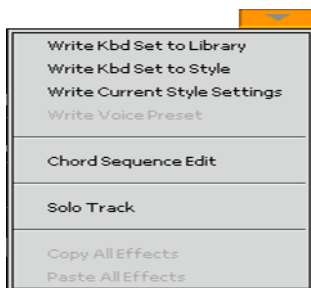 Write Kbd Set to Library
Write Kbd Set to Style
Write Current Style Settings
Write Voice Preset
Chord Sequence Edit
Solo Track
Copy All Effects
Paste All Effects